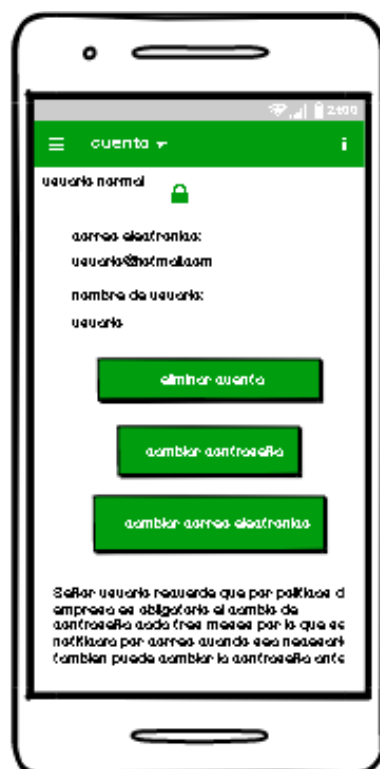 2:00
cuenta
i
usuario normal
correo electronico:
usuario@hotmail.com
nombre de usuario:
usuario
eliminar cuenta
cambiar contraseña
cambiar correo electronico
Señor usuario recuerde que por politicas d
empresa es obligatorio el cambio de
contraseña cada tres meses por lo que se
notificara por correo cuando sea necesari
tambien puede cambiar la contraseña ante